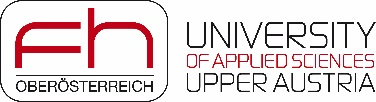 fh
OBERÖSTERREICH
UNIVERSITY
OF APPLIED SCIENCES
UPPER AUSTRIA